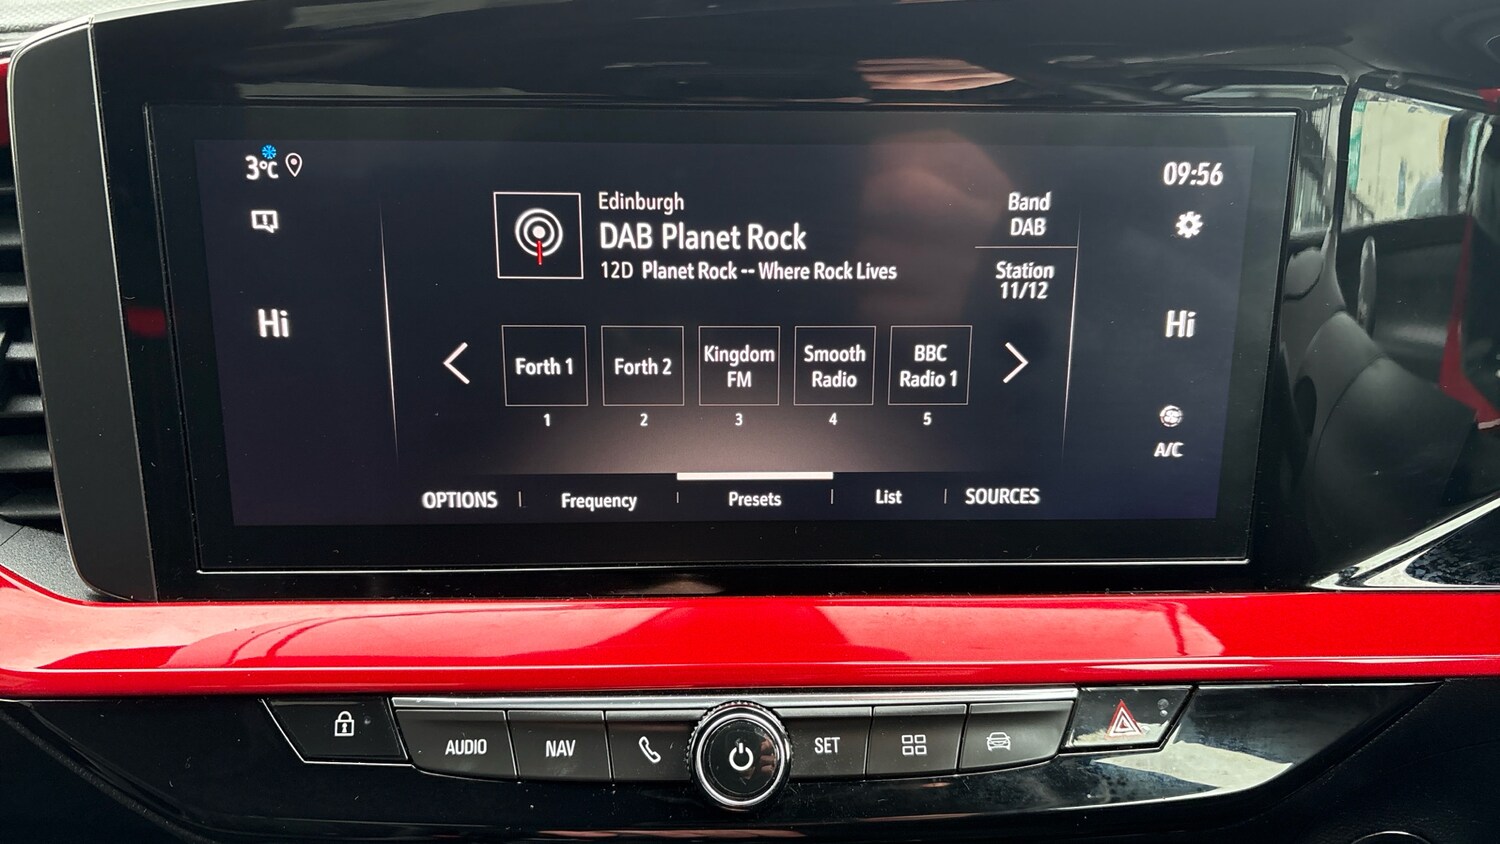 3°C
09:56
Edinburgh
DAB Planet Rock
12D Planet Rock -- Where Rock Lives
Band
DAB
Station
11/12
Hi
Hi
Forth 1
Forth 2
Kingdom
FM
Smooth
Radio
BBC
Radio 1
1
2
3
4
5
A/C
OPTIONS
Frequency
Presets
List
SOURCES
AUDIO
NAV
SET